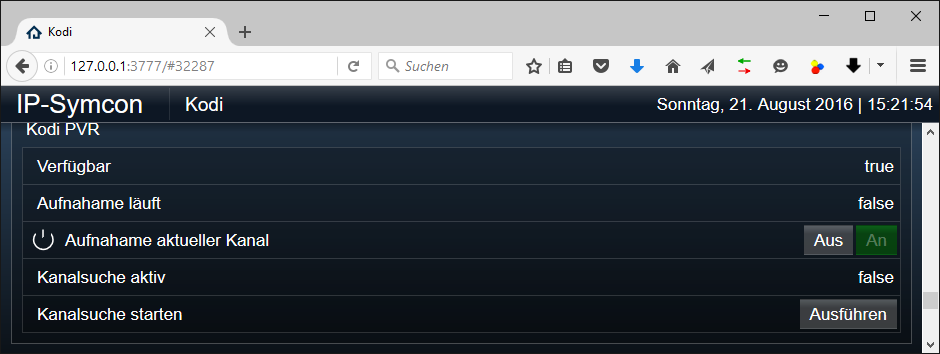 Kodi
127.0.0.1:3777/#32287
Suchen
IP-Symcon Kodi Sonntag, 21. August 2016 | 15:21:54
Kodi PVR
Verfügbar true
Aufnahame läuft false
Aufnahame aktueller Kanal Aus An
Kanalsuche aktiv false
Kanalsuche starten Ausführen